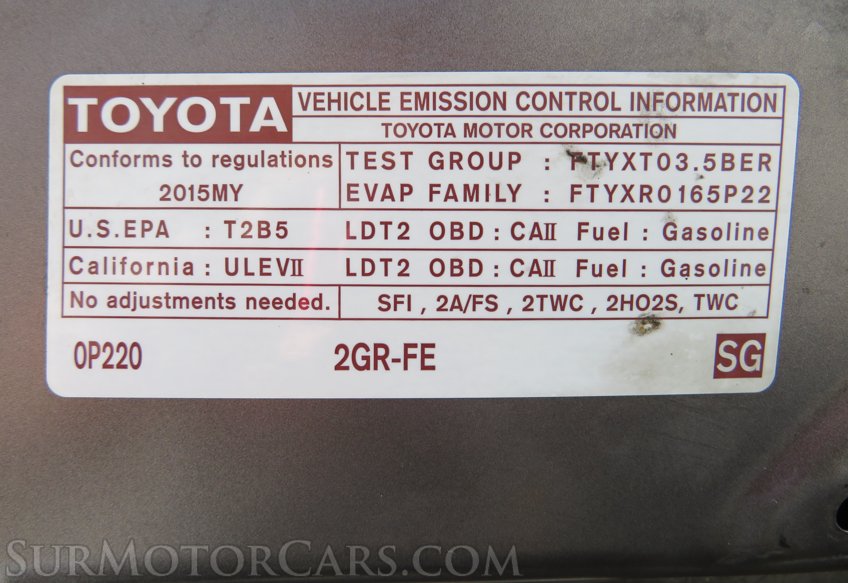 TOYOTA VEHICLE EMISSION CONTROL INFORMATION
TOYOTA MOTOR CORPORATION
Conforms to regulations TEST GROUP : FTYXT03.5BER
2015MY EVAP FAMILY : FTYXR0165P22
U.S.EPA : T2B5 LDT2 OBD : CAⅡ Fuel : Gasoline
California : ULEVⅡ LDT2 OBD : CAⅡ Fuel : Gasoline
No adjustments needed. SFI , 2A/FS , 2TWC , 2HO2S, TWC
0P220 2GR-FE SG
SURMOTORCARS.COM